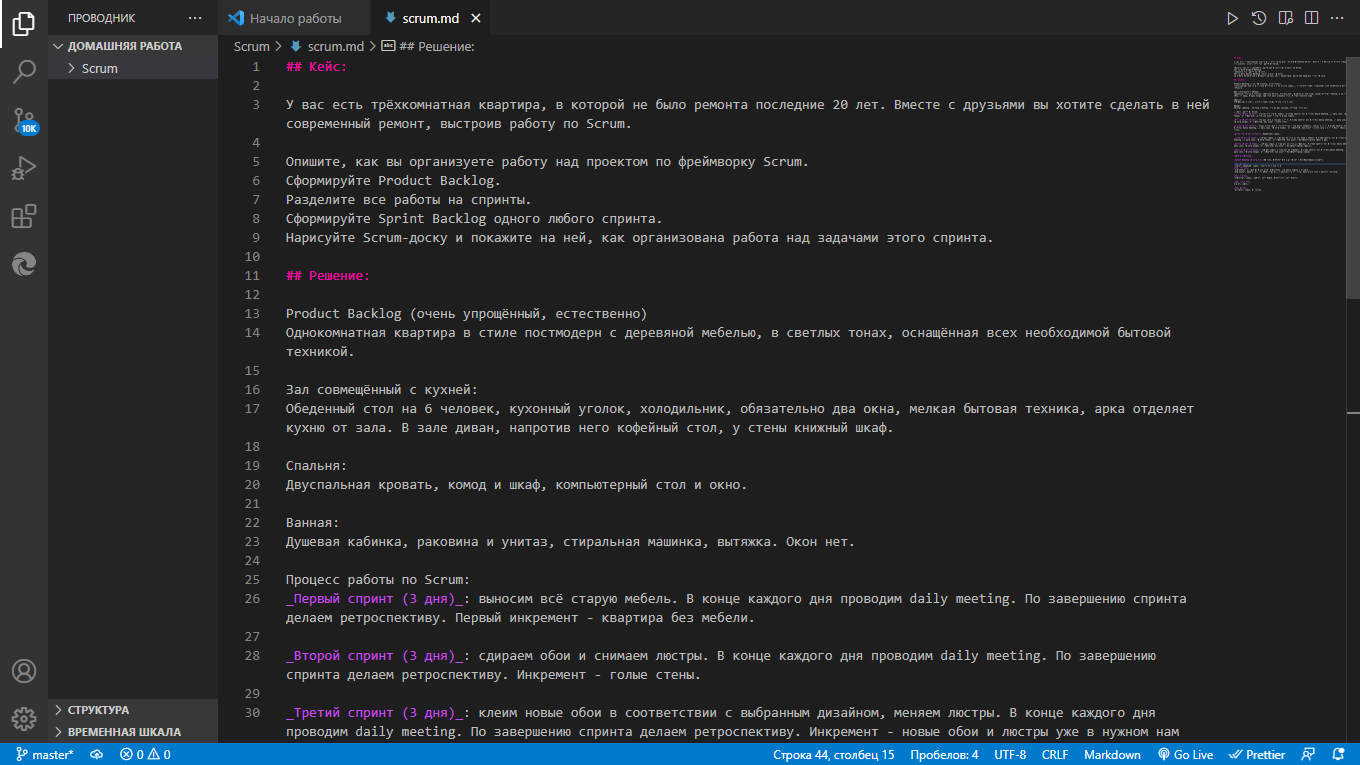 ПРОВОДНИК
Начало работы
scrum.md
ДОМАШНЯЯ РАБОТА
Scrum
10K
СТРУКТУРА
ВРЕМЕННАЯ ШКАЛА
Scrum > scrum.md > abc ## Решение:
1 ## Кейс:
2
3 У вас есть трёхкомнатная квартира, в которой не было ремонта последние 20 лет. Вместе с друзьями вы хотите сделать в ней
современный ремонт, выстроив работу по Scrum.
4
5 Опишите, как вы организуете работу над проектом по фреймворку Scrum.
6 Сформируйте Product Backlog.
7 Разделите все работы на спринты.
8 Сформируйте Sprint Backlog одного любого спринта.
9 Нарисуйте Scrum-доску и покажите на ней, как организована работа над задачами этого спринта.
10
11 ## Решение:
12
13 Product Backlog (очень упрощённый, естественно)
14 Однокомнатная квартира в стиле постмодерн с деревяной мебелью, в светлых тонах, оснащённая всех необходимой бытовой
техникой.
15
16 Зал совмещённый с кухней:
17 Обеденный стол на 6 человек, кухонный уголок, холодильник, обязательно два окна, мелкая бытовая техника, арка отделяет
кухню от зала. В зале диван, напротив него кофейный стол, у стены книжный шкаф.
18
19 Спальня:
20 Двуспальная кровать, комод и шкаф, компьютерный стол и окно.
21
22 Ванная:
23 Душевая кабинка, раковина и унитаз, стиральная машинка, вытяжка. Окон нет.
24
25 Процесс работы по Scrum:
26 _Первый спринт (3 дня)_: выносим всё старую мебель. В конце каждого дня проводим daily meeting. По завершению спринта
делаем ретроспективу. Первый инкремент - квартира без мебели.
27
28 _Второй спринт (3 дня)_: сдираем обои и снимаем люстры. В конце каждого дня проводим daily meeting. По завершению
спринта делаем ретроспективу. Инкремент - голые стены.
29
30 _Третий спринт (3 дня)_: клеим новые обои в соответствии с выбранным дизайном, меняем люстры. В конце каждого дня
проводим daily meeting. По завершению спринта делаем ретроспективу. Инкремент - новые обои и люстры уже в нужном нам
master* 0 0 Строка 44, столбец 15 Пробелов: 4 UTF-8 CRLF Markdown Go Live Prettier